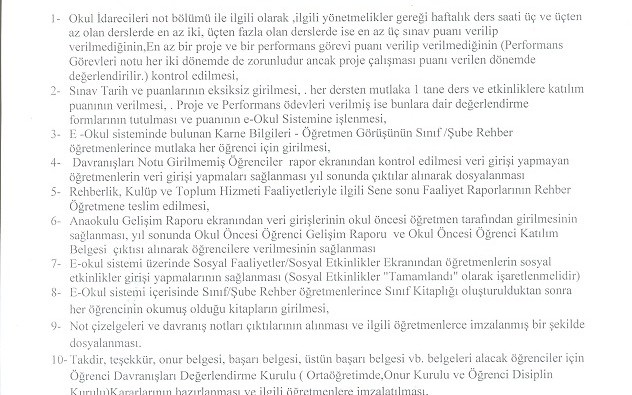 1- Okul İdarecileri not bölümü ile ilgili olarak ,ilgili yönetmelikler gereği haftalık ders saati üç ve üçten
az olan derslerde en az iki, üçten fazla olan derslerde ise en az üç sınav puanı verilip
verilmediğinin,En az bir proje ve bir performans görevi puanı verilip verilmediğinin (Performans
Görevleri notu her iki dönemde de zorunludur ancak proje çalışması puanı verilen dönemde
değerlendirilir.) kontrol edilmesi,
2- Sınav Tarih ve puanlarının eksiksiz girilmesi, . her dersten mutlaka 1 tane ders ve etkinliklere katılım
puanının verilmesi, . Proje ve Performans ödevleri verilmiş ise bunlara dair değerlendirme
formlarının tutulması ve puanının e-Okul Sistemine işlenmesi,
3- E -Okul sisteminde bulunan Karne Bilgileri - Öğretmen Görüşünün Sınıf /Şube Rehber
öğretmenlerince mutlaka her öğrenci için girilmesi,
4- Davranışları Notu Girilmemiş Öğrenciler rapor ekranından kontrol edilmesi veri girişi yapmayan
öğretmenlerin veri girişi yapmaları sağlanması yıl sonunda çıktılar alınarak dosyalanması
5- Rehberlik, Kulüp ve Toplum Hizmeti Faaliyetleriyle ilgili Sene sonu Faaliyet Raporlarının Rehber
Öğretmene teslim edilmesi,
6- Anaokulu Gelişim Raporu ekranından veri girişlerinin okul öncesi öğretmen tarafından girilmesinin
sağlanması, yıl sonunda Okul Öncesi Öğrenci Gelişim Raporu ve Okul Öncesi Öğrenci Katılım
Belgesi çıktısı alınarak öğrencilere verilmesinin sağlanması
7- E-okul sistemi üzerinde Sosyal Faaliyetler/Sosyal Etkinlikler Ekranından öğretmenlerin sosyal
etkinlikler girişi yapmalarının sağlanması (Sosyal Etkinlikler "Tamamlandı" olarak işaretlenmelidir)
8- E-Okul sistemi içerisinde Sınıf/Şube Rehber öğretmenlerince Sınıf Kitaplığı oluşturulduktan sonra
her öğrencinin okumuş olduğu kitapların girilmesi,
9- Not çizelgeleri ve davranış notları çıktılarının alınması ve ilgili öğretmenlerce imzalanmış bir şekilde
dosyalanması.
10- Takdir, teşekkür, onur belgesi, başarı belgesi, üstün başarı belgesi vb. belgeleri alacak öğrenciler için
Öğrenci Davranışları Değerlendirme Kurulu ( Ortaöğretimde,Onur Kurulu ve Öğrenci Disiplin
Kurulu)Kararlarının hazırlanması ve ilgili öğretmenlere imzalatılması,